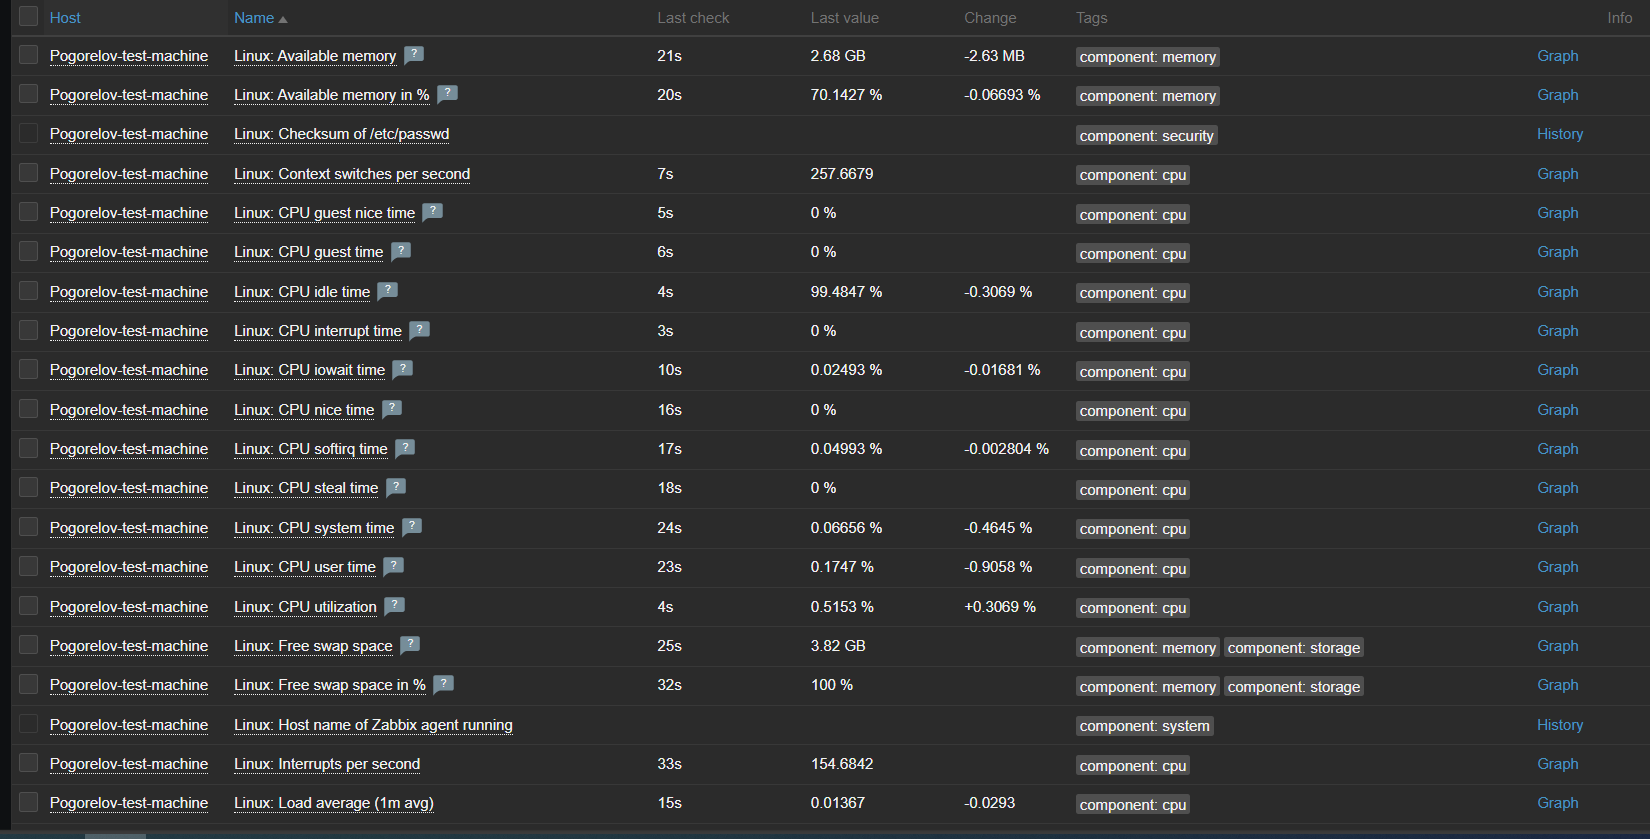 Host Name Last check Last value Change Tags Info
Pogorelov-test-machine Linux: Available memory ? 21s 2.68 GB -2.63 MB component: memory Graph
Pogorelov-test-machine Linux: Available memory in % ? 20s 70.1427 % -0.06693 % component: memory Graph
Pogorelov-test-machine Linux: Checksum of /etc/passwd component: security History
Pogorelov-test-machine Linux: Context switches per second 7s 257.6679 component: cpu Graph
Pogorelov-test-machine Linux: CPU guest nice time ? 5s 0 % component: cpu Graph
Pogorelov-test-machine Linux: CPU guest time ? 6s 0 % component: cpu Graph
Pogorelov-test-machine Linux: CPU idle time ? 4s 99.4847 % -0.3069 % component: cpu Graph
Pogorelov-test-machine Linux: CPU interrupt time ? 3s 0 % component: cpu Graph
Pogorelov-test-machine Linux: CPU iowait time ? 10s 0.02493 % -0.01681 % component: cpu Graph
Pogorelov-test-machine Linux: CPU nice time ? 16s 0 % component: cpu Graph
Pogorelov-test-machine Linux: CPU softirq time ? 17s 0.04993 % -0.002804 % component: cpu Graph
Pogorelov-test-machine Linux: CPU steal time ? 18s 0 % component: cpu Graph
Pogorelov-test-machine Linux: CPU system time ? 24s 0.06656 % -0.4645 % component: cpu Graph
Pogorelov-test-machine Linux: CPU user time ? 23s 0.1747 % -0.9058 % component: cpu Graph
Pogorelov-test-machine Linux: CPU utilization ? 4s 0.5153 % +0.3069 % component: cpu Graph
Pogorelov-test-machine Linux: Free swap space ? 25s 3.82 GB component: memory component: storage Graph
Pogorelov-test-machine Linux: Free swap space in % ? 32s 100 % component: memory component: storage Graph
Pogorelov-test-machine Linux: Host name of Zabbix agent running component: system History
Pogorelov-test-machine Linux: Interrupts per second 33s 154.6842 component: cpu Graph
Pogorelov-test-machine Linux: Load average (1m avg) 15s 0.01367 -0.0293 component: cpu Graph